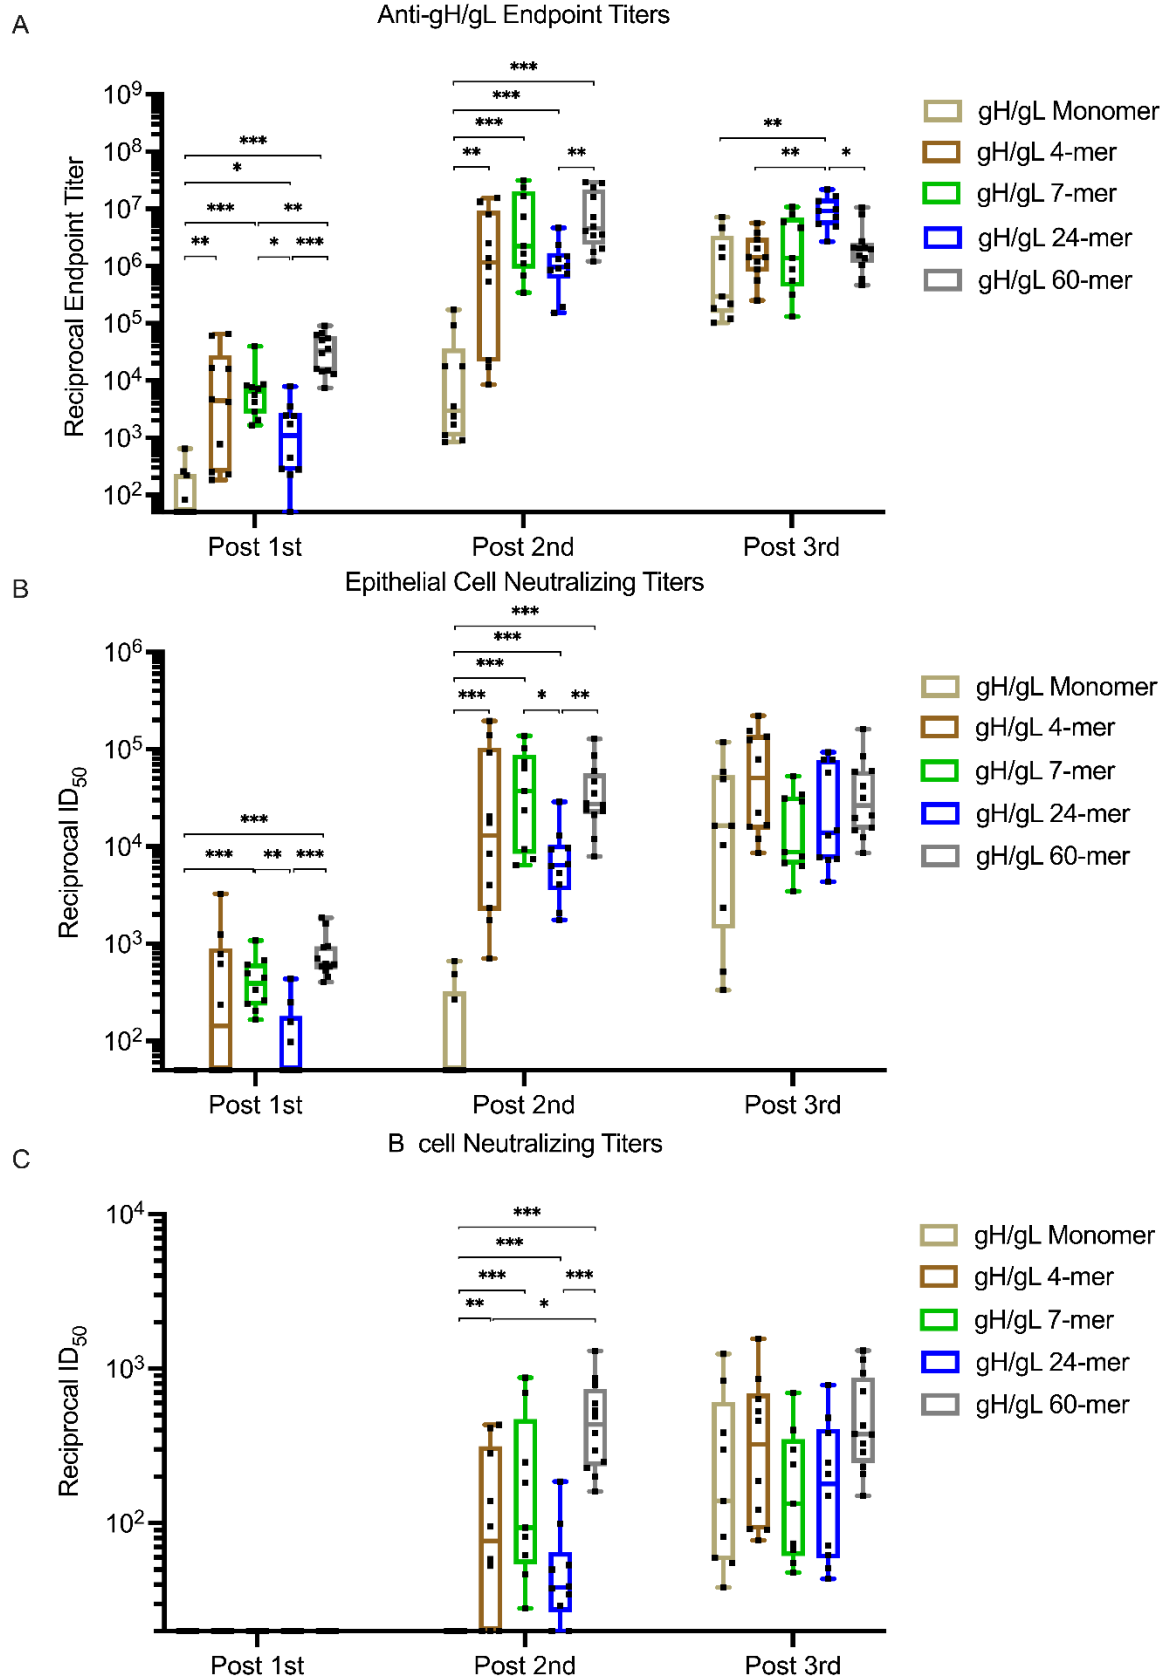 A
Anti-gH/gL Endpoint Titers
***
***
***
***
**
**
*
***
**
***
**
**
**
*
*
***
10⁹
10⁸
10⁷
10⁶
10⁵
10⁴
10³
10²
Reciprocal Endpoint Titer
Post 1st
Post 2nd
Post 3rd
gH/gL Monomer
gH/gL 4-mer
gH/gL 7-mer
gH/gL 24-mer
gH/gL 60-mer
B
Epithelial Cell Neutralizing Titers
***
***
***
***
*
**
***
***
**
***
10⁶
10⁵
10⁴
10³
10²
Reciprocal ID₅₀
Post 1st
Post 2nd
Post 3rd
gH/gL Monomer
gH/gL 4-mer
gH/gL 7-mer
gH/gL 24-mer
gH/gL 60-mer
C
B cell Neutralizing Titers
***
***
***
***
**
*
10⁴
10³
10²
Reciprocal ID₅₀
Post 1st
Post 2nd
Post 3rd
gH/gL Monomer
gH/gL 4-mer
gH/gL 7-mer
gH/gL 24-mer
gH/gL 60-mer